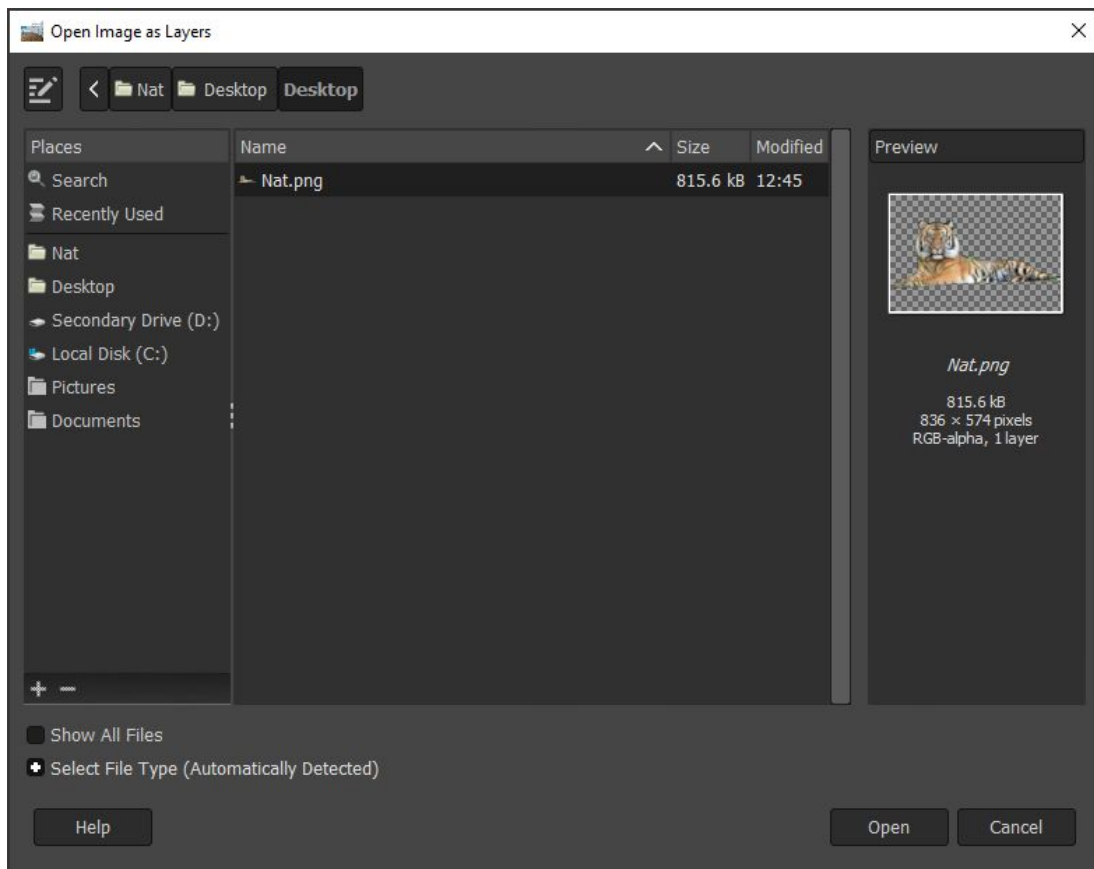 Open Image as Layers
Nat Desktop Desktop
Places
Search
Recently Used
Nat
Desktop
Secondary Drive (D:)
Local Disk (C:)
Pictures
Documents
Name Size Modified
Nat.png 815.6 kB 12:45
Preview
Nat.png
815.6 kB
836 × 574 pixels
RGB-alpha, 1 layer
Show All Files
Select File Type (Automatically Detected)
Help Open Cancel